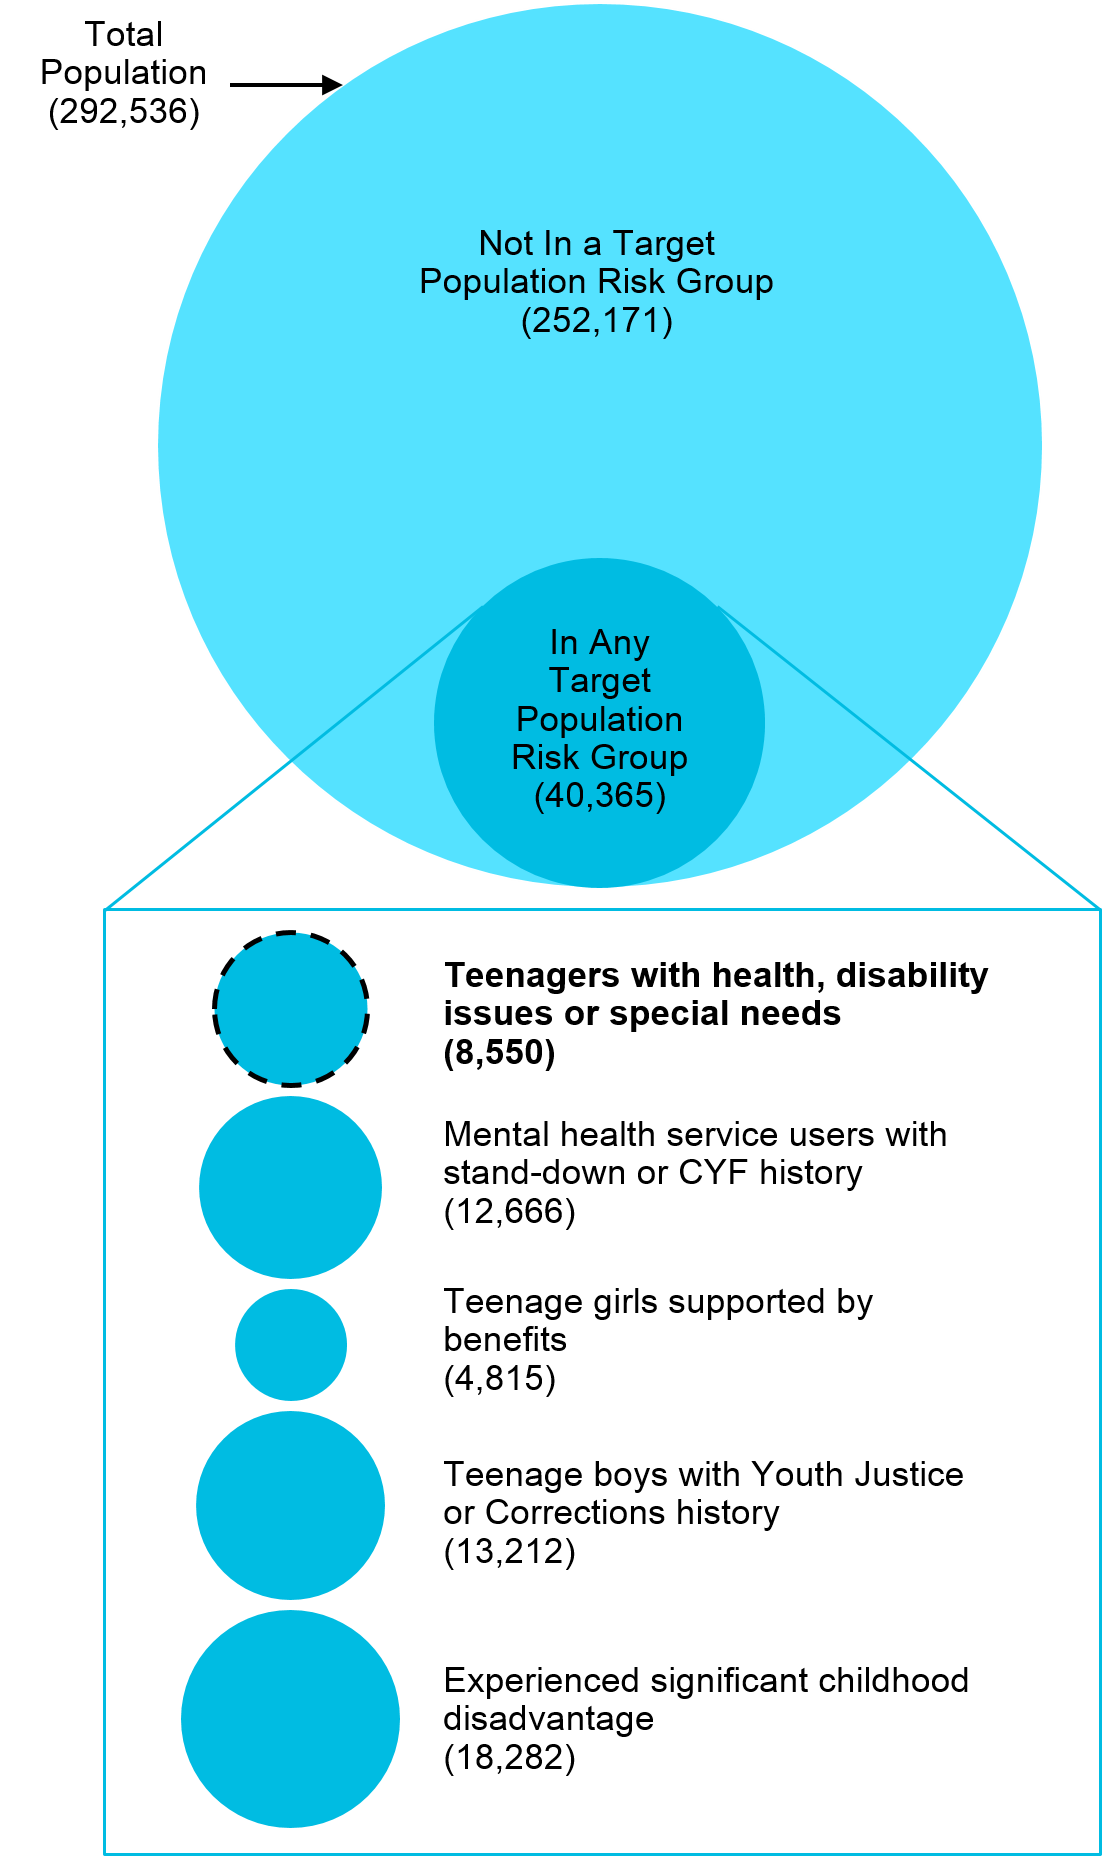 Total
Population
(292,536)
Not In a Target
Population Risk Group
(252,171)
In Any
Target
Population
Risk Group
(40,365)
Teenagers with health, disability
issues or special needs
(8,550)
Mental health service users with
stand-down or CYF history
(12,666)
Teenage girls supported by
benefits
(4,815)
Teenage boys with Youth Justice
or Corrections history
(13,212)
Experienced significant childhood
disadvantage
(18,282)